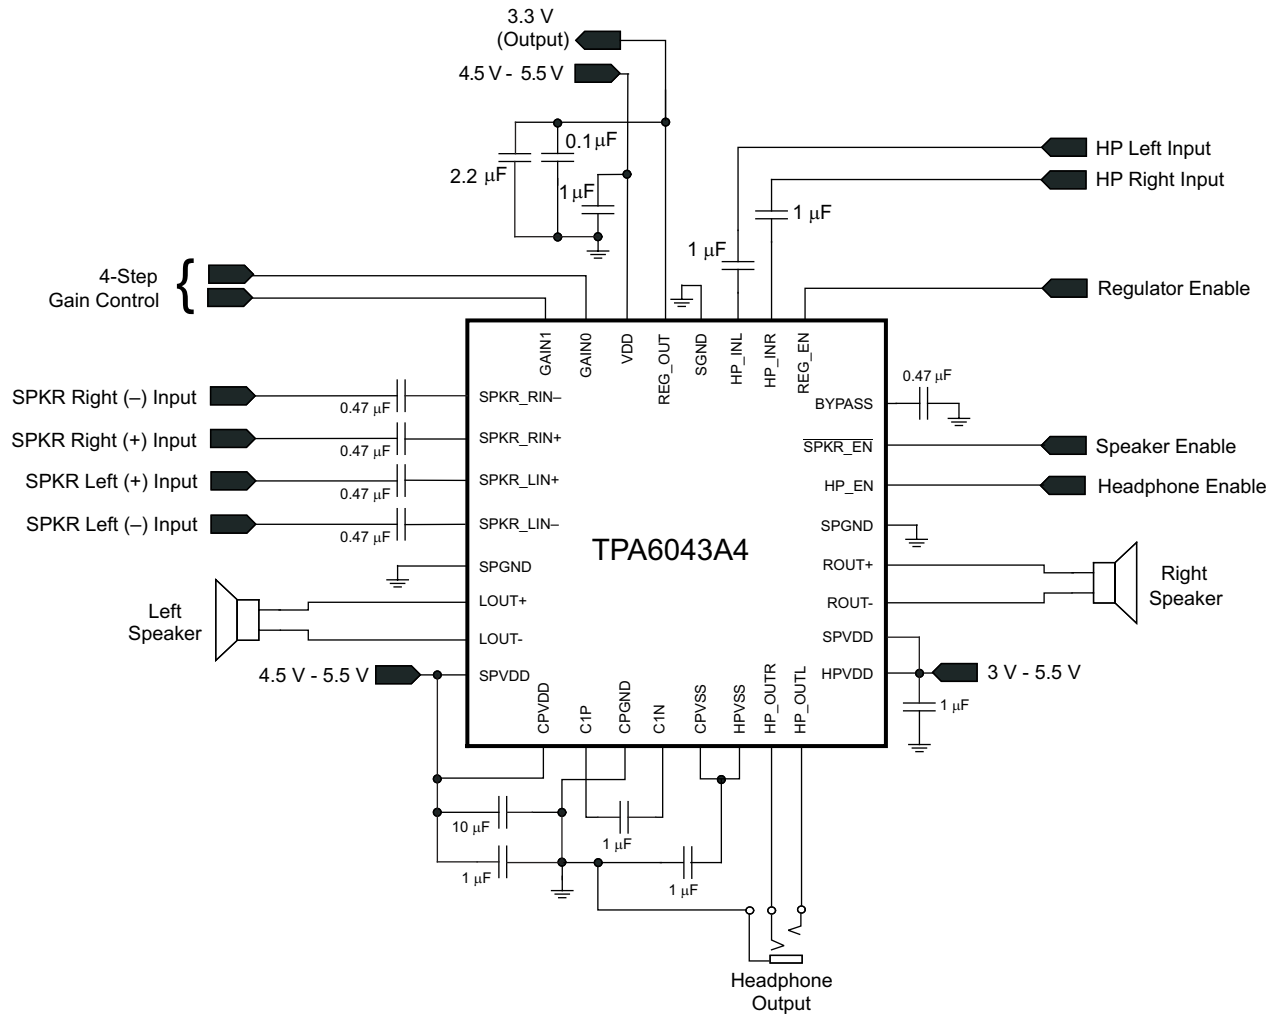 3.3 V
(Output)
4.5 V - 5.5 V
0.1 μF
2.2 μF
1 μF
HP Left Input
HP Right Input
1 μF
1 μF
4-Step
Gain Control
{
Regulator Enable
GAIN1
GAIN0
VDD
REG_OUT
SGND
HP_INL
HP_INR
REG_EN
SPKR Right (–) Input
0.47 μF
SPKR_RIN–
BYPASS
0.47 μF
SPKR Right (+) Input
0.47 μF
SPKR_RIN+
SPKR_EN
Speaker Enable
SPKR Left (+) Input
0.47 μF
SPKR_LIN+
HP_EN
Headphone Enable
SPKR Left (–) Input
0.47 μF
SPKR_LIN–
SPGND
TPA6043A4
SPGND
ROUT+
Left
Speaker
LOUT+
ROUT-
Right
Speaker
LOUT-
SPVDD
4.5 V - 5.5 V
SPVDD
HPVDD
3 V - 5.5 V
1 μF
CPVDD
C1P
CPGND
C1N
CPVSS
HPVSS
HP_OUTR
HP_OUTL
10 μF
1 μF
1 μF
1 μF
Headphone
Output